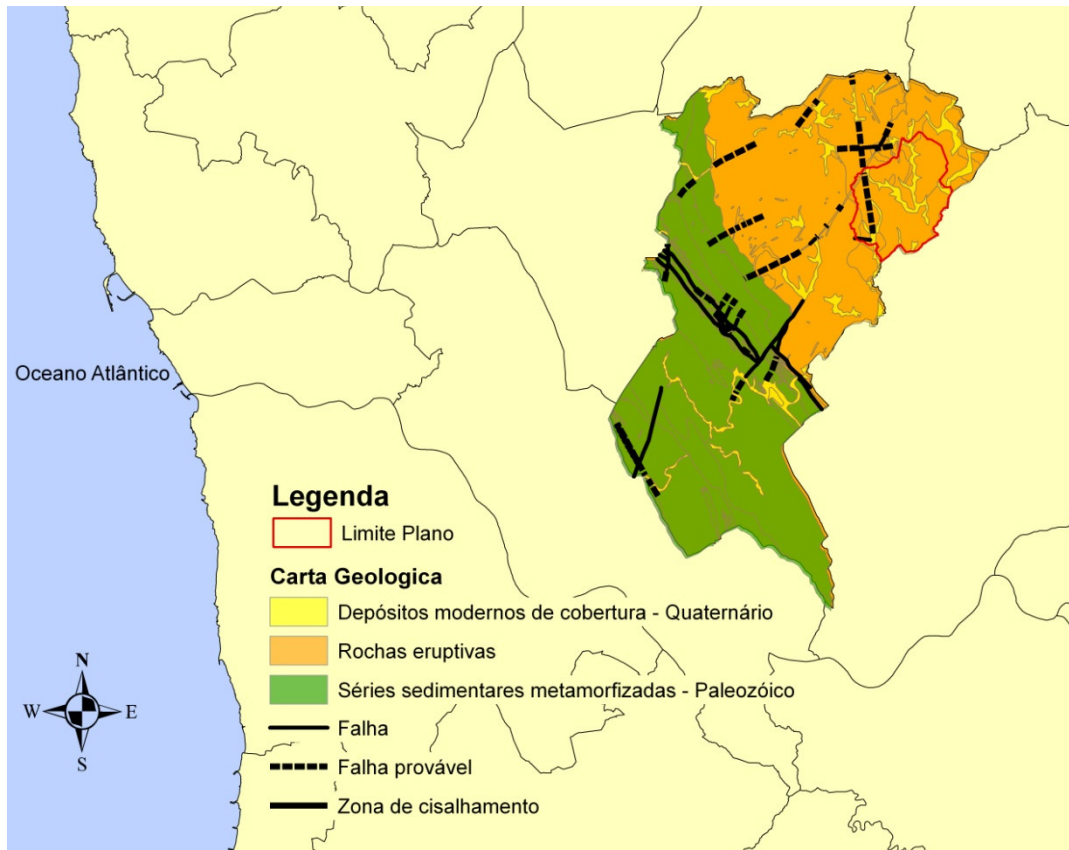 Oceano Atlântico
Legenda
Limite Plano
Carta Geologica
Depósitos modernos de cobertura - Quaternário
Rochas eruptivas
Séries sedimentares metamorfizadas - Paleozóico
Falha
Falha provável
Zona de cisalhamento
N
W
E
S